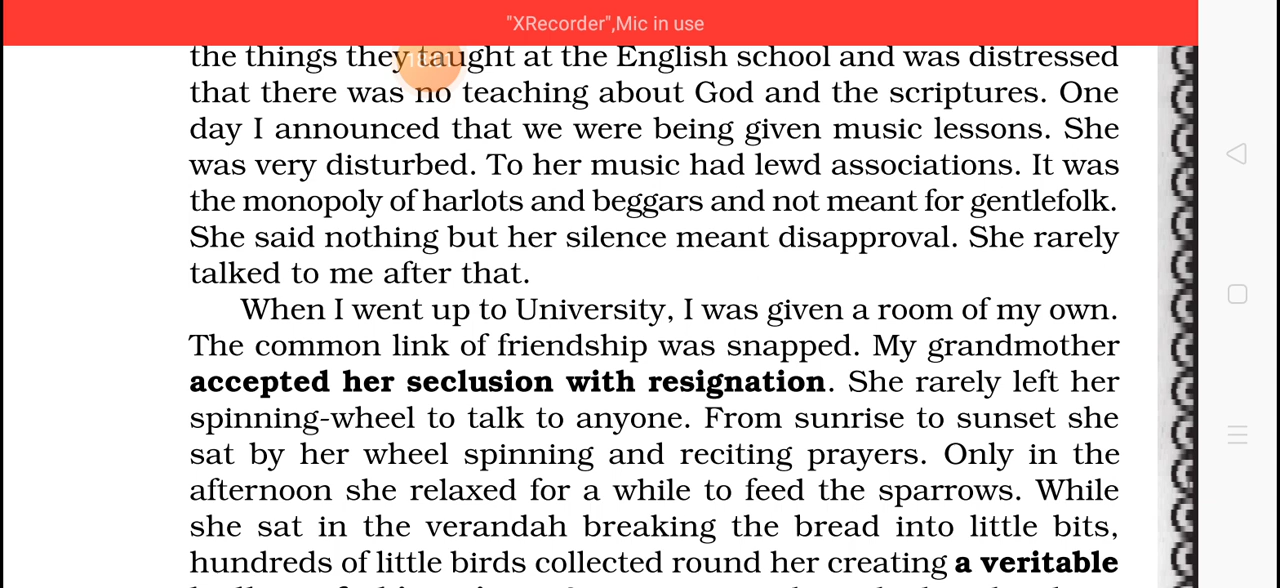 "XRecorder",Mic in use
the things they taught at the English school and was distressed
that there was no teaching about God and the scriptures. One
day I announced that we were being given music lessons. She
was very disturbed. To her music had lewd associations. It was
the monopoly of harlots and beggars and not meant for gentlefolk.
She said nothing but her silence meant disapproval. She rarely
talked to me after that.
When I went up to University, I was given a room of my own.
The common link of friendship was snapped. My grandmother
accepted her seclusion with resignation. She rarely left her
spinning-wheel to talk to anyone. From sunrise to sunset she
sat by her wheel spinning and reciting prayers. Only in the
afternoon she relaxed for a while to feed the sparrows. While
she sat in the verandah breaking the bread into little bits,
hundreds of little birds collected round her creating a veritable